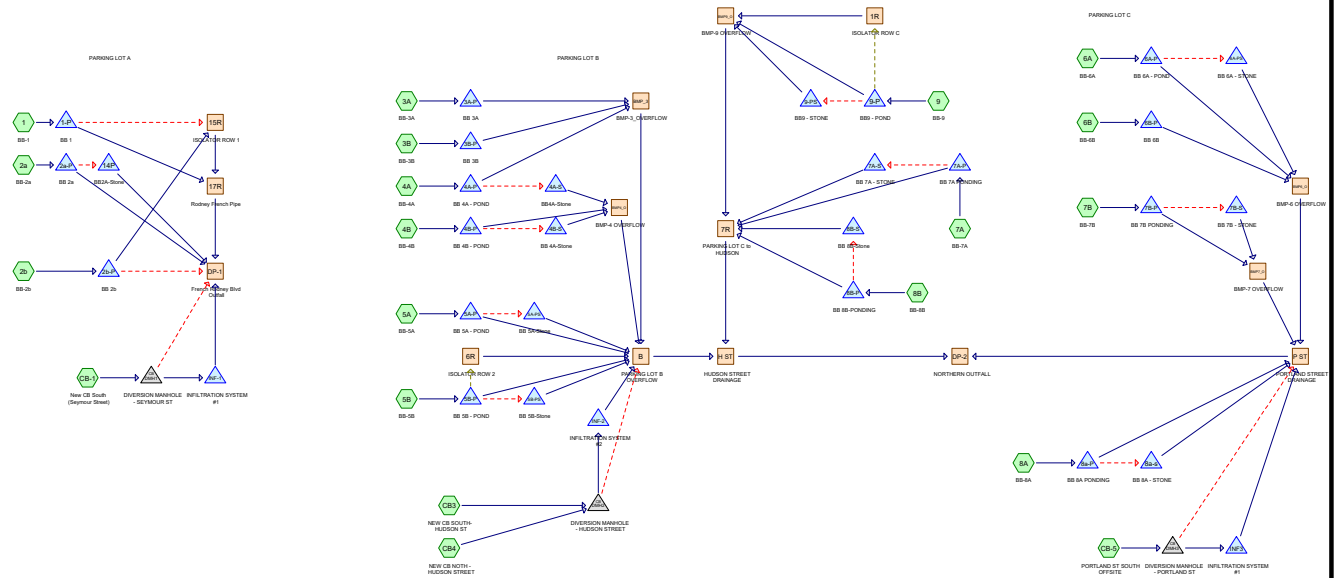 PARKING LOT A
1
BB-1
1-P
BB 1
15R
ISOLATOR ROW 1
2a
BB-2a
2a-P
BB 2a
14P
BB2A-Stone
17R
Rodney French Pipe
2b
BB-2b
2b-P
BB 2b
DP-1
French Rodney Blvd
Outfall
CB-1
New CB South
(Seymour Street)
DIVERSION MANHOLE
- SEYMOUR ST
INF-1
INFILTRATION SYSTEM
#1
PARKING LOT B
3A
BB-3A
3A-P
BB 3A
BMP-3_OVERFLOW
3B
BB-3B
3B-P
BB 3B
4A
BB-4A
4A-P
BB 4A - POND
4A-S
BB4A-Stone
BMP-4 OVERFLOW
4B
BB-4B
4B-P
BB 4B - POND
4B-S
BB 4A-Stone
5A
BB-5A
5A-P
BB 5A - POND
5A-PS
BB 5A-Stone
6R
ISOLATOR ROW 2
B
PARKING LOT B
OVERFLOW
5B
BB-5B
5B-P
BB 5B - POND
5B-PS
BB 5B-Stone
INF-2
INFILTRATION SYSTEM
#2
CB3
NEW CB SOUTH-
HUDSON ST
CB4
NEW CB NOTH -
HUDSON STREET
DIVERSION MANHOLE
- HUDSON STREET
BMP-9 OVERFLOW
1R
ISOLATOR ROW C
9-PS
BB9 - STONE
9-P
BB9 - POND
9
BB-9
7A-S
BB 7A - STONE
7A-P
BB 7A PONDING
7R
PARKING LOT C to
HUDSON
8B-S
BB 8B-Stone
7A
BB-7A
8B-P
BB 8B-PONDING
8B
BB-8B
H ST
HUDSON STREET
DRAINAGE
DP-2
NORTHERN OUTFALL
PARKING LOT C
6A
BB-6A
6A-P
BB 6A - POND
6A-PS
BB 6A - STONE
6B
BB-6B
6B-P
BB 6B
BMP-6 OVERFLOW
7B
BB-7B
7B-P
BB 7B PONDING
7B-S
BB 7B - STONE
BMP-7 OVERFLOW
P ST
PORTLAND STREET
DRAINAGE
8A
BB-8A
8a-P
BB 8A PONDING
8a-s
BB 8A - STONE
CB-5
PORTLAND ST SOUTH
OFFSITE
DIVERSION MANHOLE
- PORTLAND ST
INF3
INFILTRATION SYSTEM
#1